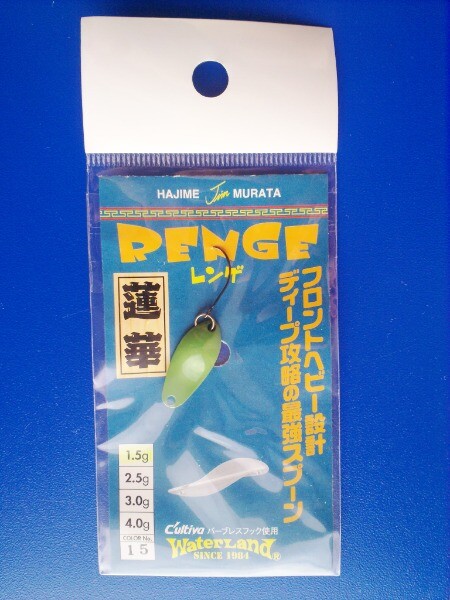 HAJIME Jim MURATA
RENGE
レンゲ
蓮華
フロントヘビー設計
ディープ攻略の最強スプーン
1.5g
2.5g
3.0g
4.0g
COLOR No.
15
C'ultiva バーブレスフック使用
WaterLand®
SINCE 1984